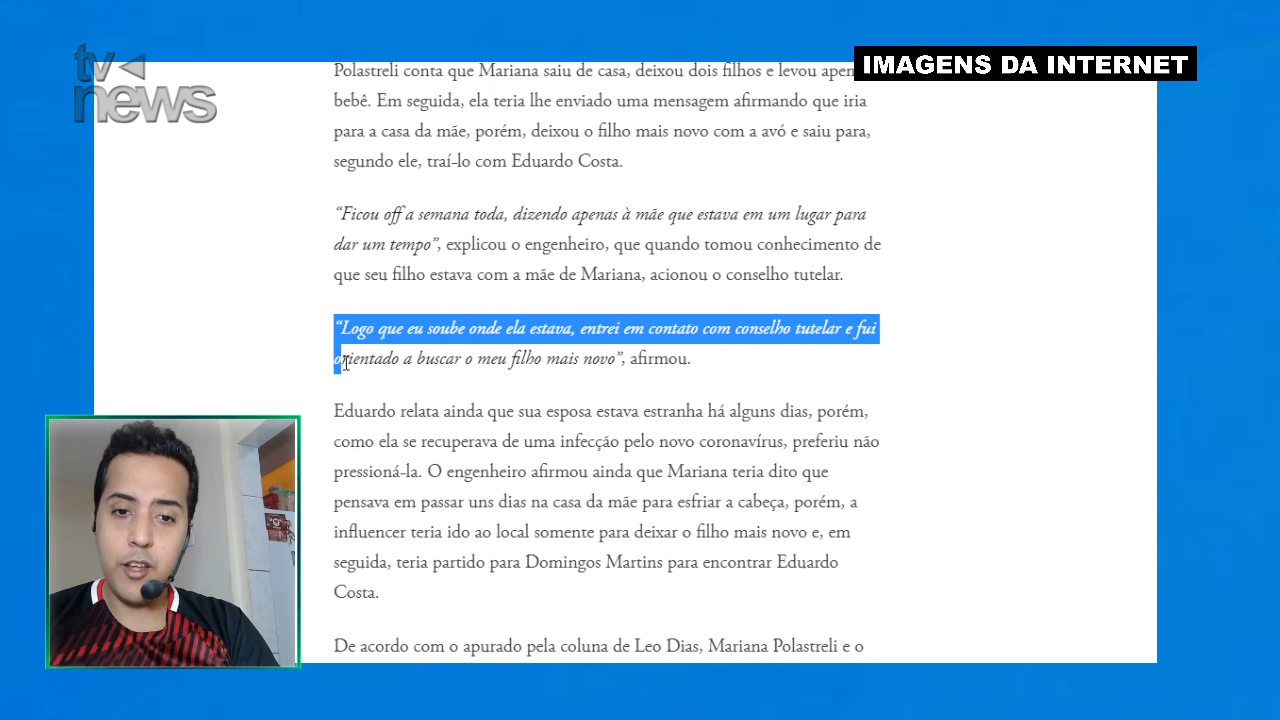 tv
news
IMAGENS DA INTERNET
Polastreli conta que Mariana saiu de casa, deixou dois filhos e levou apen
bebê. Em seguida, ela teria lhe enviado uma mensagem afirmando que iria
para a casa da mãe, porém, deixou o filho mais novo com a avó e saiu para,
segundo ele, traí-lo com Eduardo Costa.
“Ficou off a semana toda, dizendo apenas à mãe que estava em um lugar para
dar um tempo”, explicou o engenheiro, que quando tomou conhecimento de
que seu filho estava com a mãe de Mariana, acionou o conselho tutelar.
“Logo que eu soube onde ela estava, entrei em contato com conselho tutelar e fui
orientado a buscar o meu filho mais novo”, afirmou.
Eduardo relata ainda que sua esposa estava estranha há alguns dias, porém,
como ela se recuperava de uma infecção pelo novo coronavírus, preferiu não
pressioná-la. O engenheiro afirmou ainda que Mariana teria dito que
pensava em passar uns dias na casa da mãe para esfriar a cabeça, porém, a
influencer teria ido ao local somente para deixar o filho mais novo e, em
seguida, teria partido para Domingos Martins para encontrar Eduardo
Costa.
De acordo com o apurado pela coluna de Leo Dias, Mariana Polastreli e o